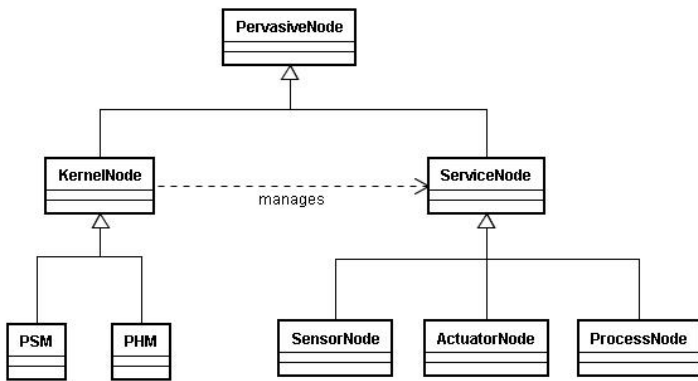 PervasiveNode
KernelNode
ServiceNode
manages
PSM
PHM
SensorNode
ActuatorNode
ProcessNode